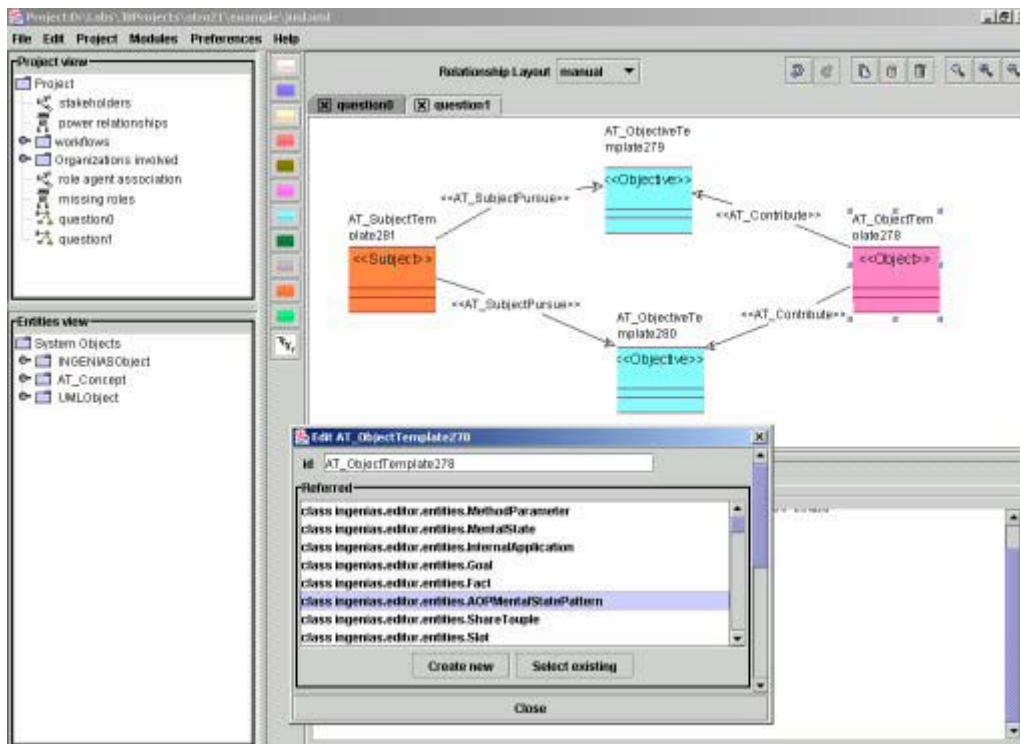 File Edit Project Modules Preferences Help
Project view
Project
stakeholders
power relationships
workflows
Organizations involved
role agent association
missing roles
question0
question1
Entities view
System Objects
INGENIASObject
AT_Concept
UMLObject
Relationship Layout manual
question0 question1
AT_ObjectiveTe
mplate279
<<Objective>>
<<AT_SubjectPursue>>
<<AT_Contribute>>
AT_SubjectTem
plate281
<<Subject>>
AT_ObjectTem
plate278
<<Object>>
<<AT_SubjectPursue>>
<<AT_Contribute>>
AT_ObjectiveTe
mplate280
<<Objective>>
Edit AT_ObjectTemplate278
id AT_ObjectTemplate278
Referred
class ingenias.editor.entities.MethodParameter
class ingenias.editor.entities.MentalState
class ingenias.editor.entities.InternalApplication
class ingenias.editor.entities.Goal
class ingenias.editor.entities.Fact
class ingenias.editor.entities.AOPMentalStatePattern
class ingenias.editor.entities.ShareTouple
class ingenias.editor.entities.Slot
Create new Select existing
Close